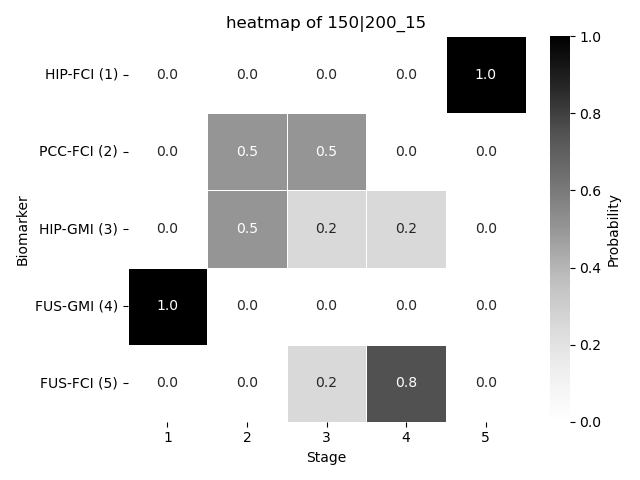 heatmap of 150|200_15
HIP-FCI (1) 0.0 0.0 0.0 0.0 1.0
PCC-FCI (2) 0.0 0.5 0.5 0.0 0.0
HIP-GMI (3) 0.0 0.5 0.2 0.2 0.0
FUS-GMI (4) 1.0 0.0 0.0 0.0 0.0
FUS-FCI (5) 0.0 0.0 0.2 0.8 0.0
1 2 3 4 5
Stage
Biomarker
1.0
0.8
0.6
0.4
0.2
0.0
Probability